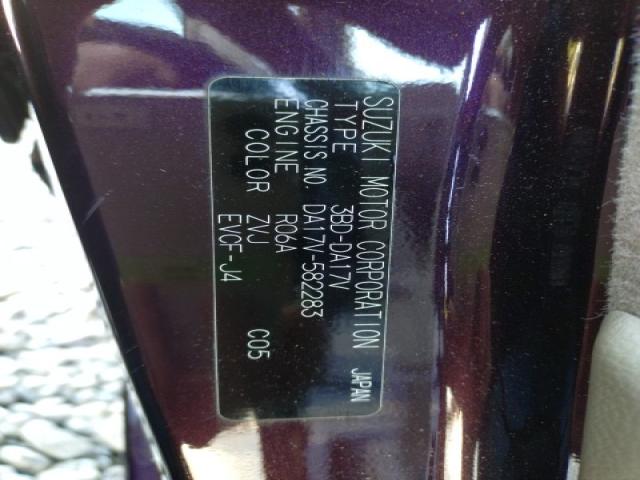 SUZUKI MOTOR CORPORATION JAPAN
TYPE 3BD-DA17V
CHASSIS NO DA17V-582283
ENGINE R06A
COLOR ZVJ C05
EVCF-J4